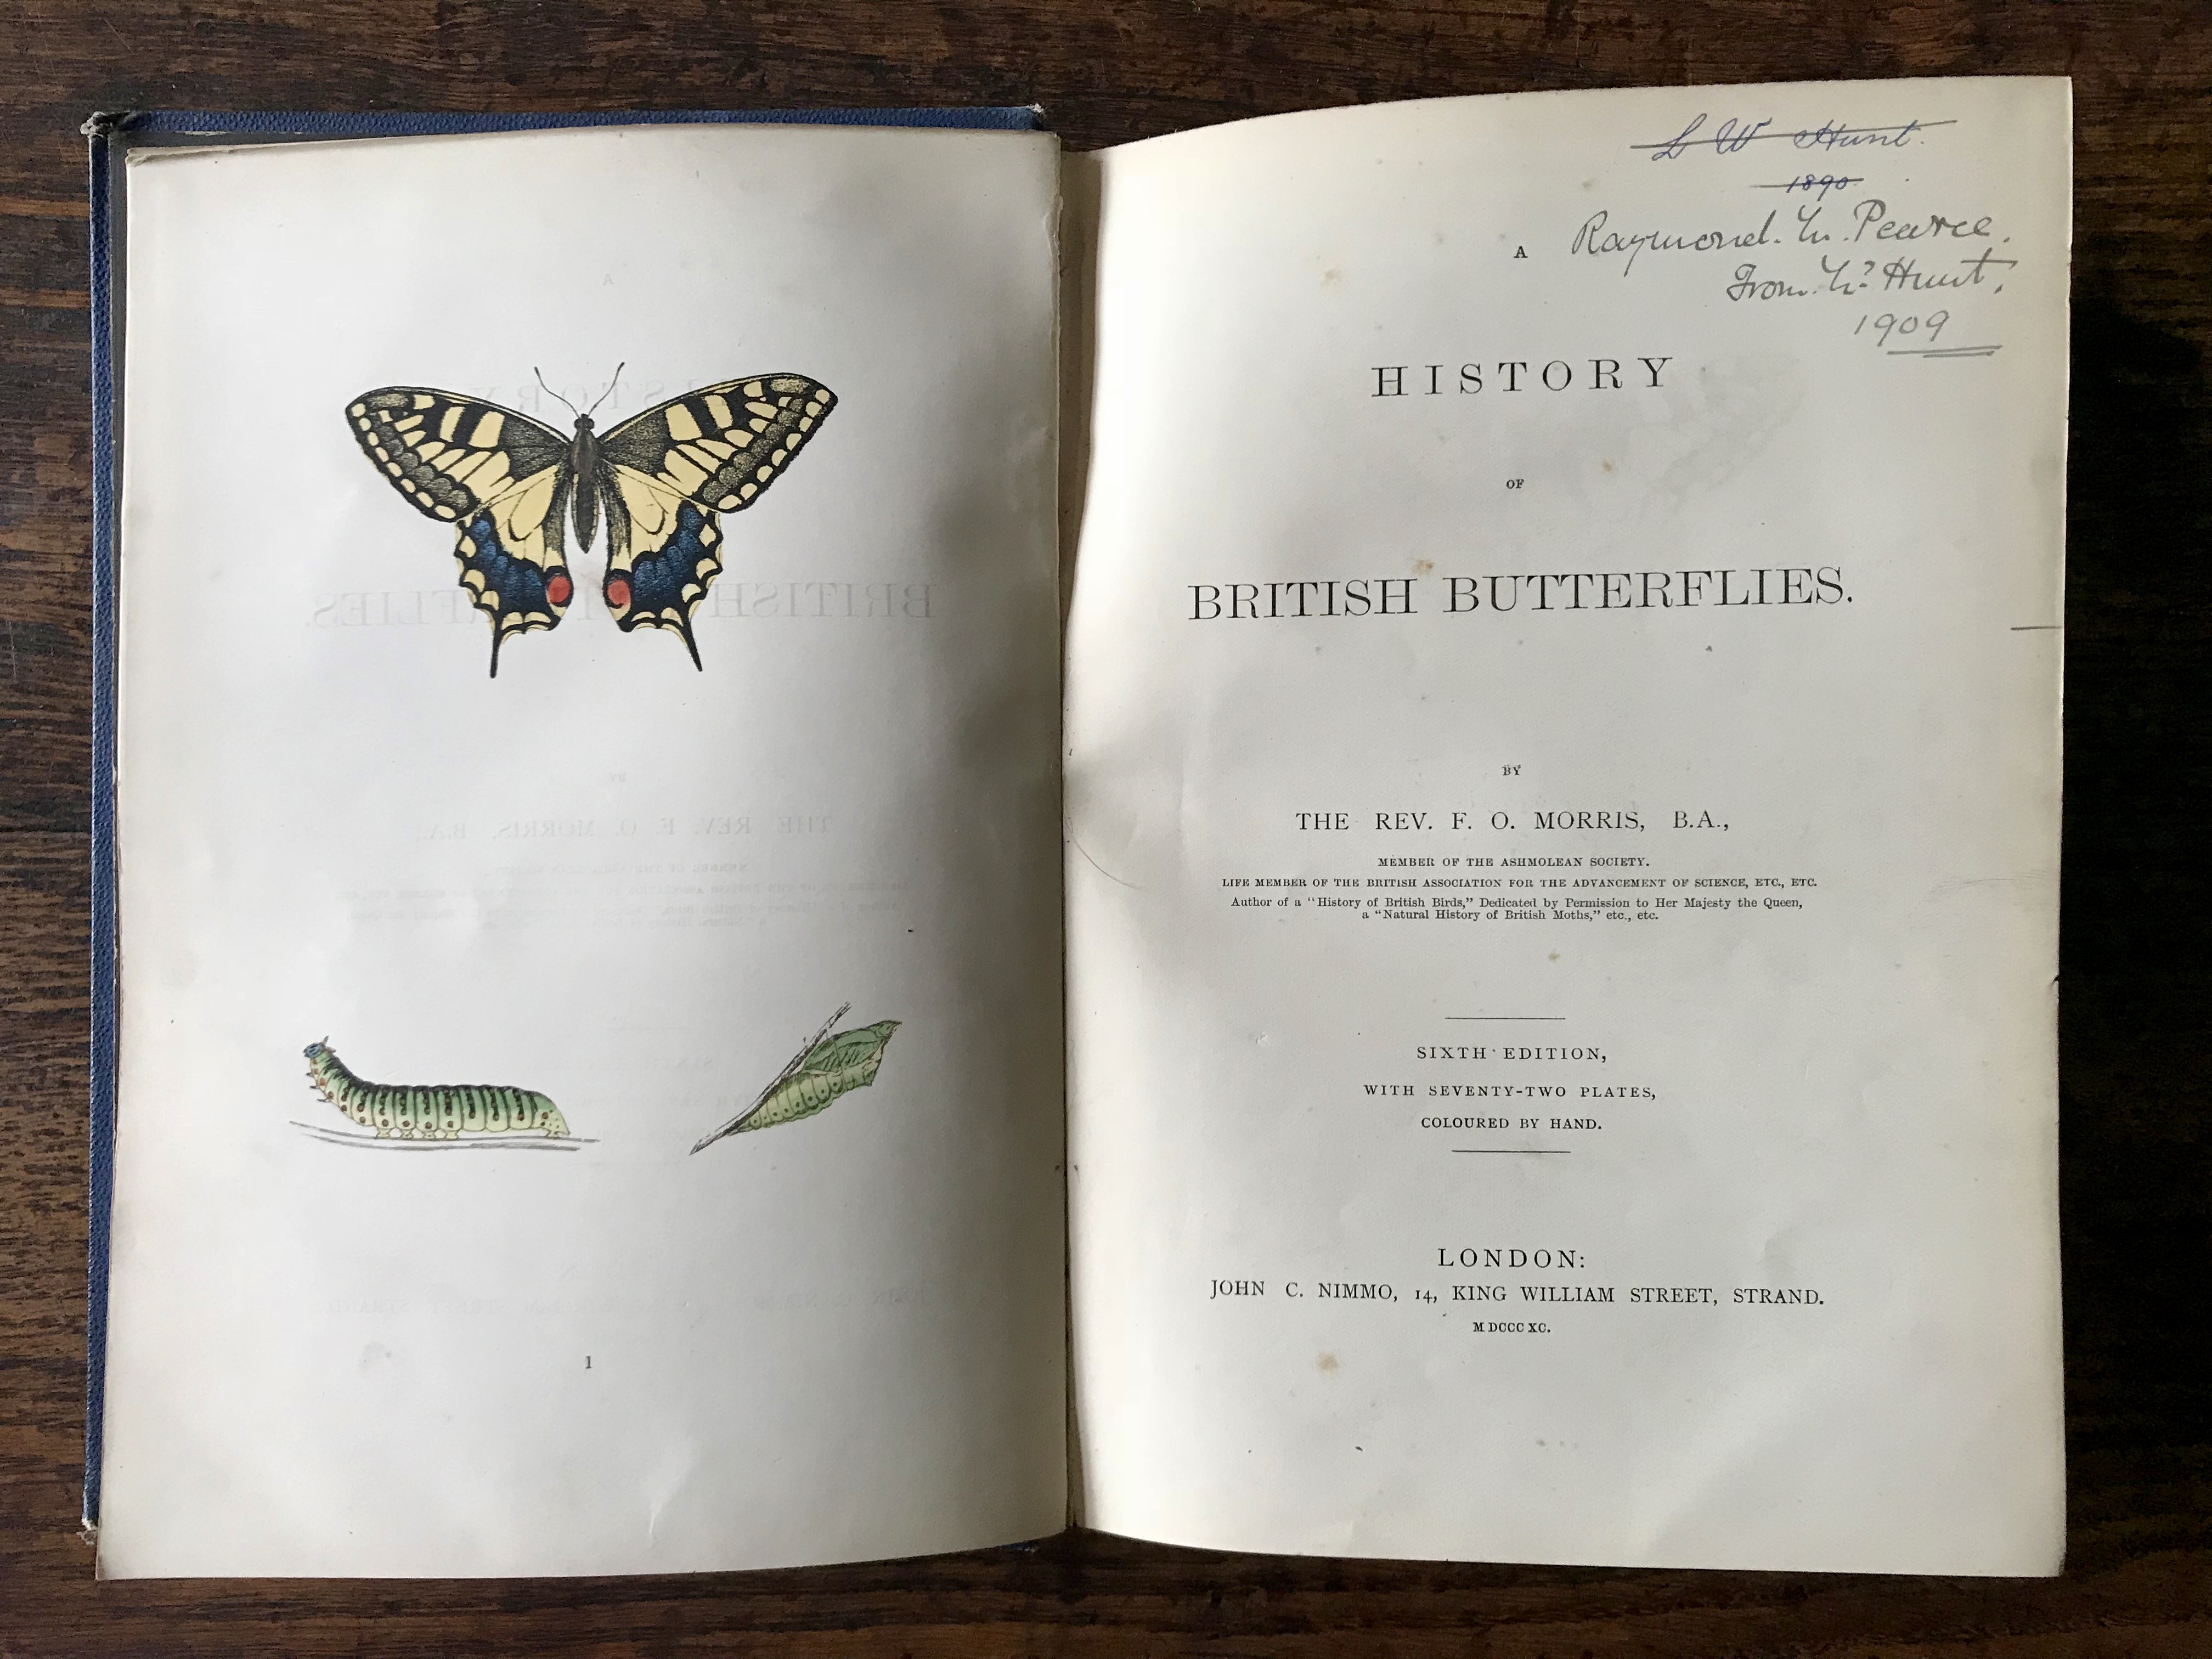 1
L W Hunt.
1890
Raymond. M. Pearce.
From Mr Hunt,
1909
A
HISTORY
OF
BRITISH BUTTERFLIES.
BY
THE REV. F. O. MORRIS, B.A.,
MEMBER OF THE ASHMOLEAN SOCIETY.
LIFE MEMBER OF THE BRITISH ASSOCIATION FOR THE ADVANCEMENT OF SCIENCE, ETC., ETC.
Author of a "History of British Birds," Dedicated by Permission to Her Majesty the Queen,
a "Natural History of British Moths," etc., etc.
SIXTH EDITION,
WITH SEVENTY-TWO PLATES,
COLOURED BY HAND.
LONDON:
JOHN C. NIMMO, 14, KING WILLIAM STREET, STRAND.
M DCCC XC.